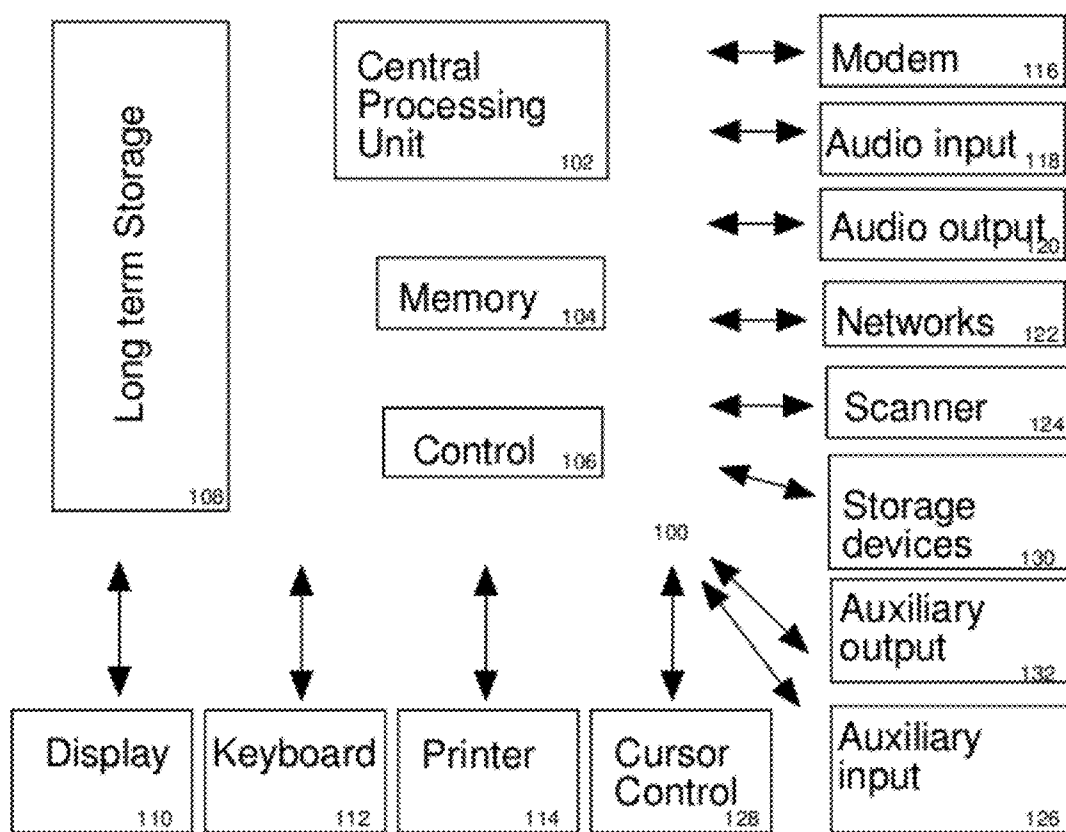 Long term Storage
108
Central
Processing
Unit
102
Memory
104
Control
106
100
Modem
116
Audio input
118
Audio output
120
Networks
122
Scanner
124
Storage
devices
130
Auxiliary
output
132
Auxiliary
input
126
Display
110
Keyboard
112
Printer
114
Cursor
Control
128